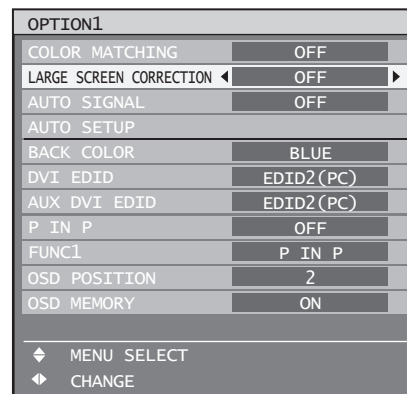 OPTION1
COLOR MATCHING OFF
LARGE SCREEN CORRECTION OFF
AUTO SIGNAL OFF
AUTO SETUP
BACK COLOR BLUE
DVI EDID EDID2(PC)
AUX DVI EDID EDID2(PC)
P IN P OFF
FUNC1 P IN P
OSD POSITION 2
OSD MEMORY ON
MENU SELECT
CHANGE